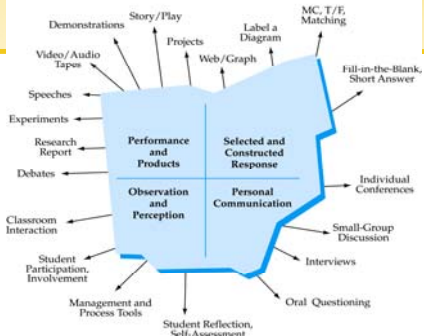 Story/Play
Demonstrations
Projects
Label a
Diagram
MC, T/F,
Matching
Video/Audio
Tapes
Web/Graph
Fill-in-the-Blank,
Short Answer
Speeches
Experiments
Research
Report
Debates
Performance
and
Products
Selected and
Constructed
Response
Observation
and
Perception
Personal
Communication
Individual
Conferences
Classroom
Interaction
Small-Group
Discussion
Student
Participation,
Involvement
Interviews
Management and
Process Tools
Oral Questioning
Student Reflection,
Self-Assessment